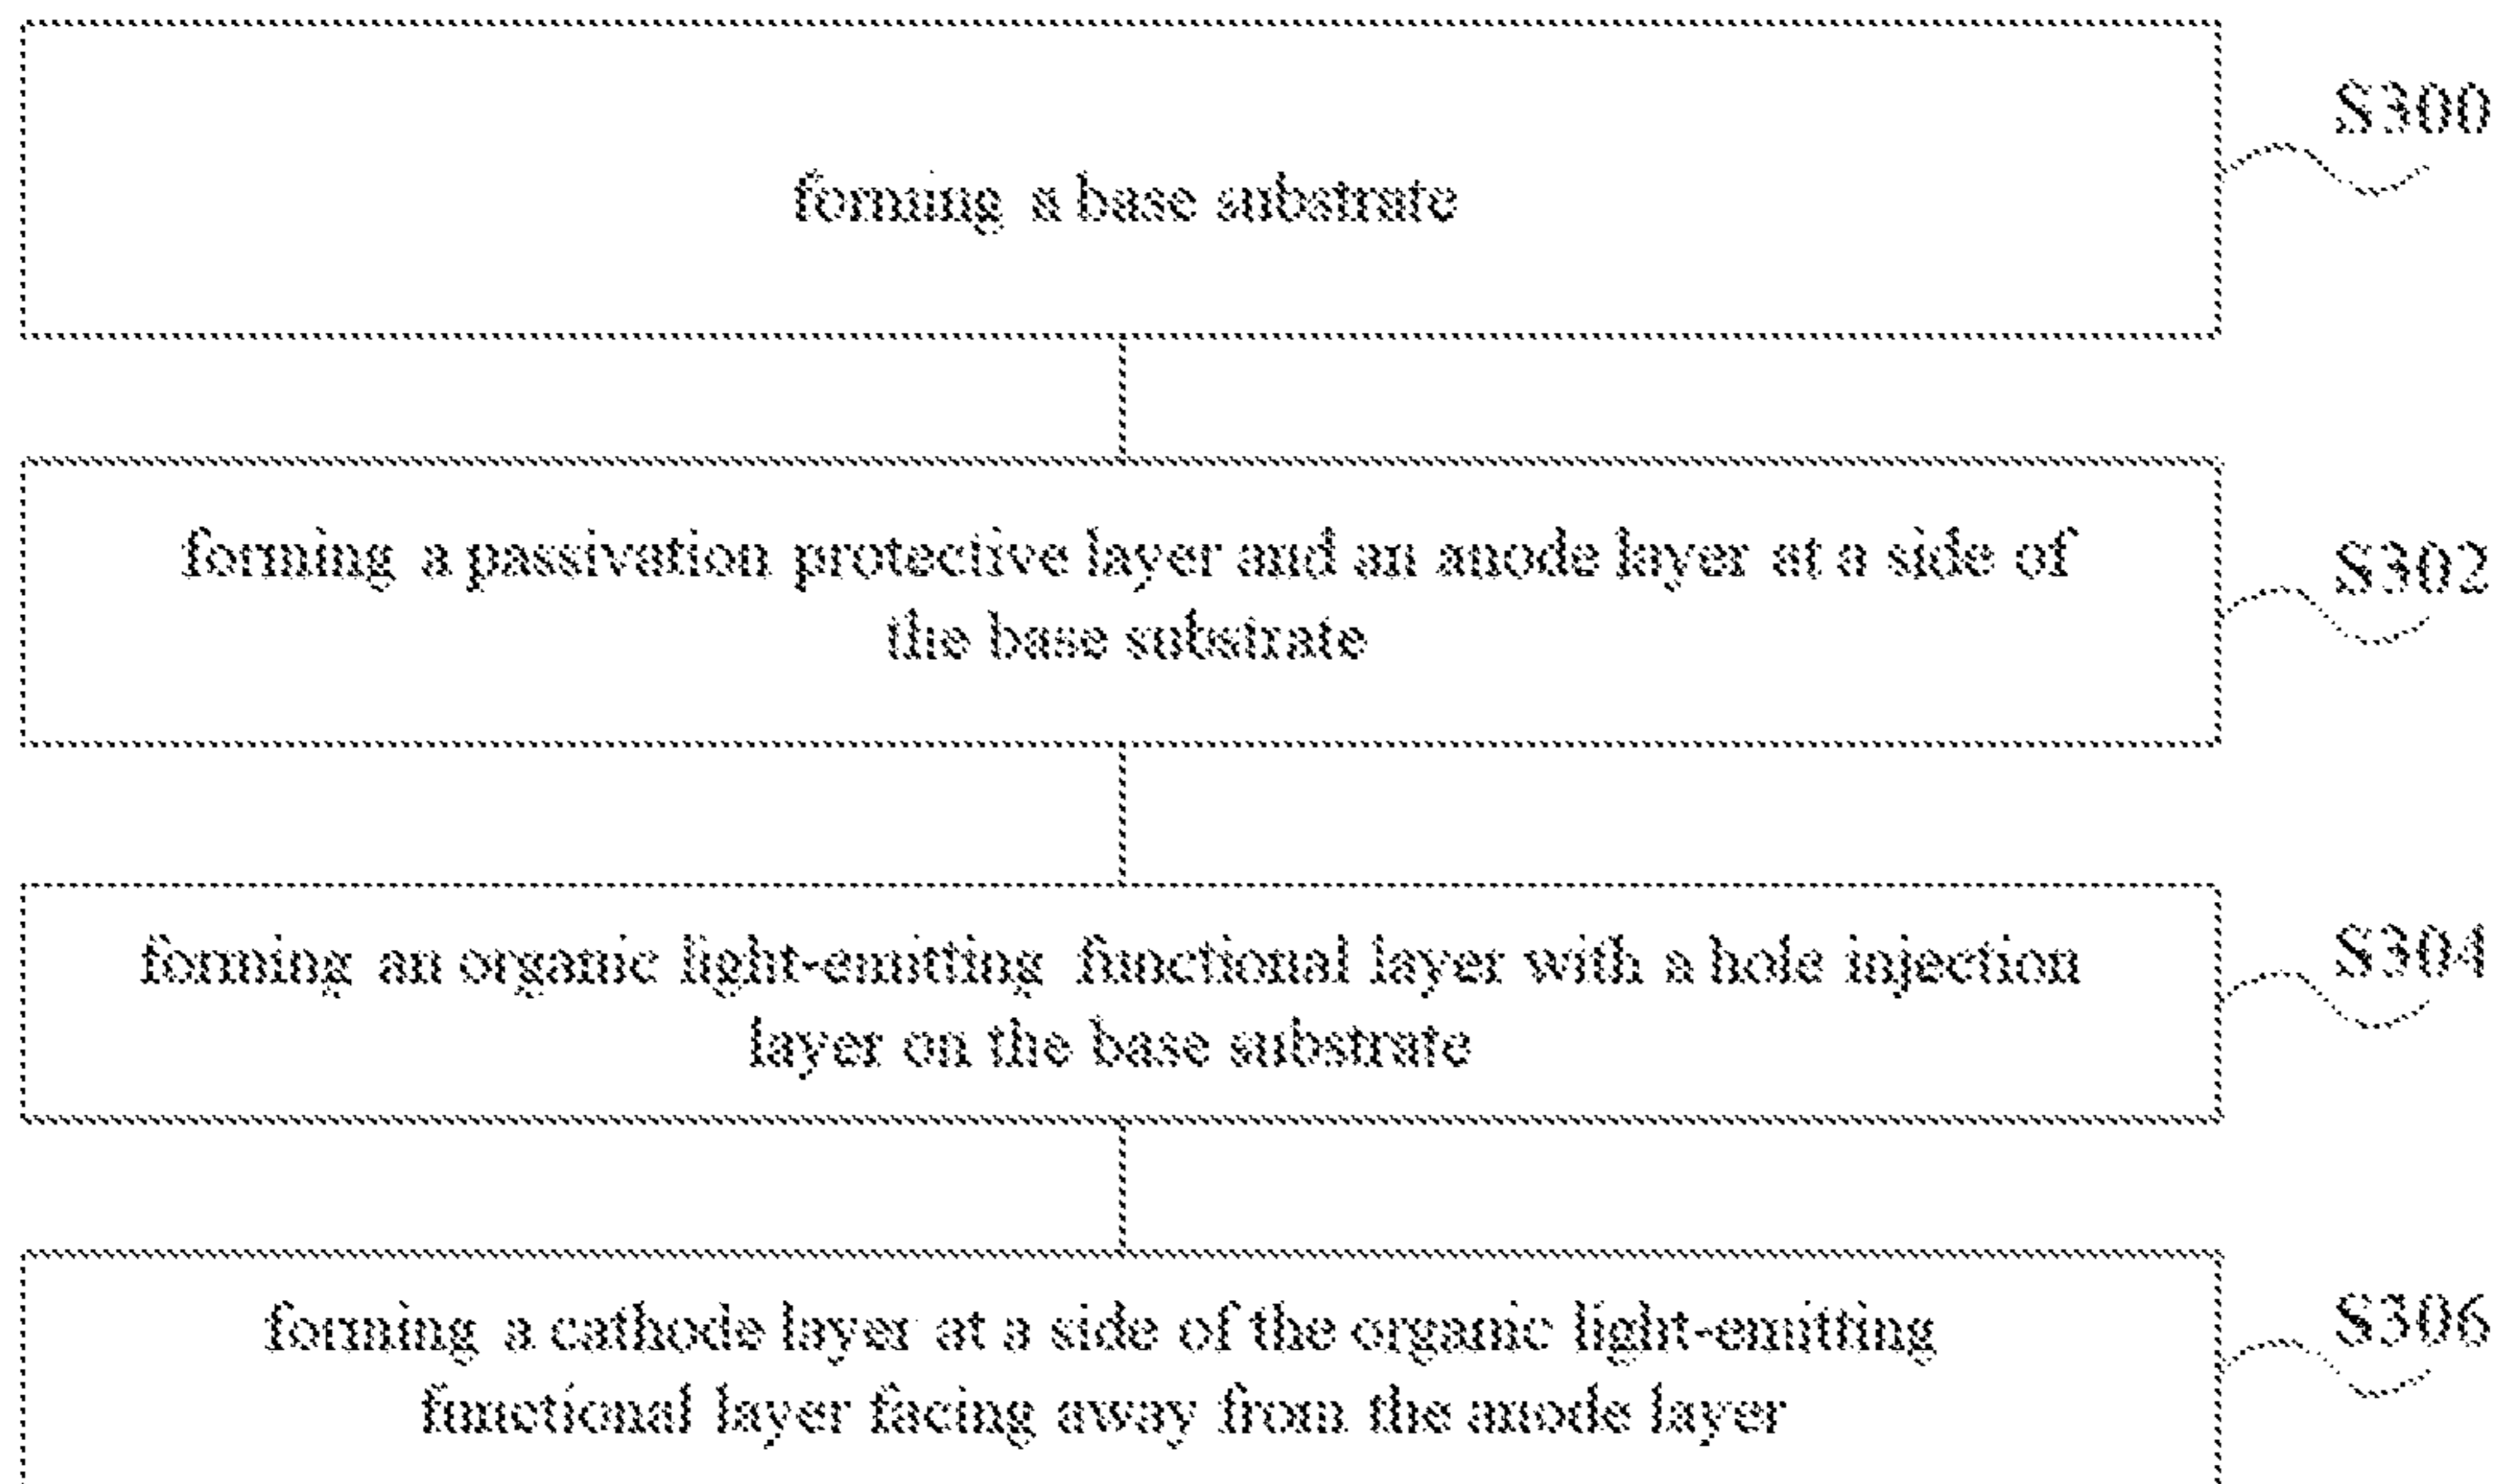 S300
forming a base substrate
forming a passivation protective layer and an anode layer at a side of
the base substrate
S302
forming an organic light-emitting functional layer with a hole injection
layer on the base substrate
S304
forming a cathode layer at a side of the organic light-emitting
functional layer facing away from the anode layer
S306